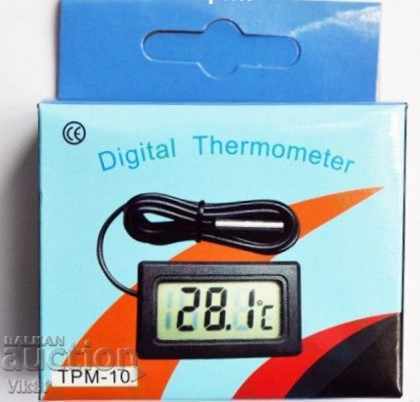 CE
Digital Thermometer
28.1°C
BALKAN
auction
TPM-10